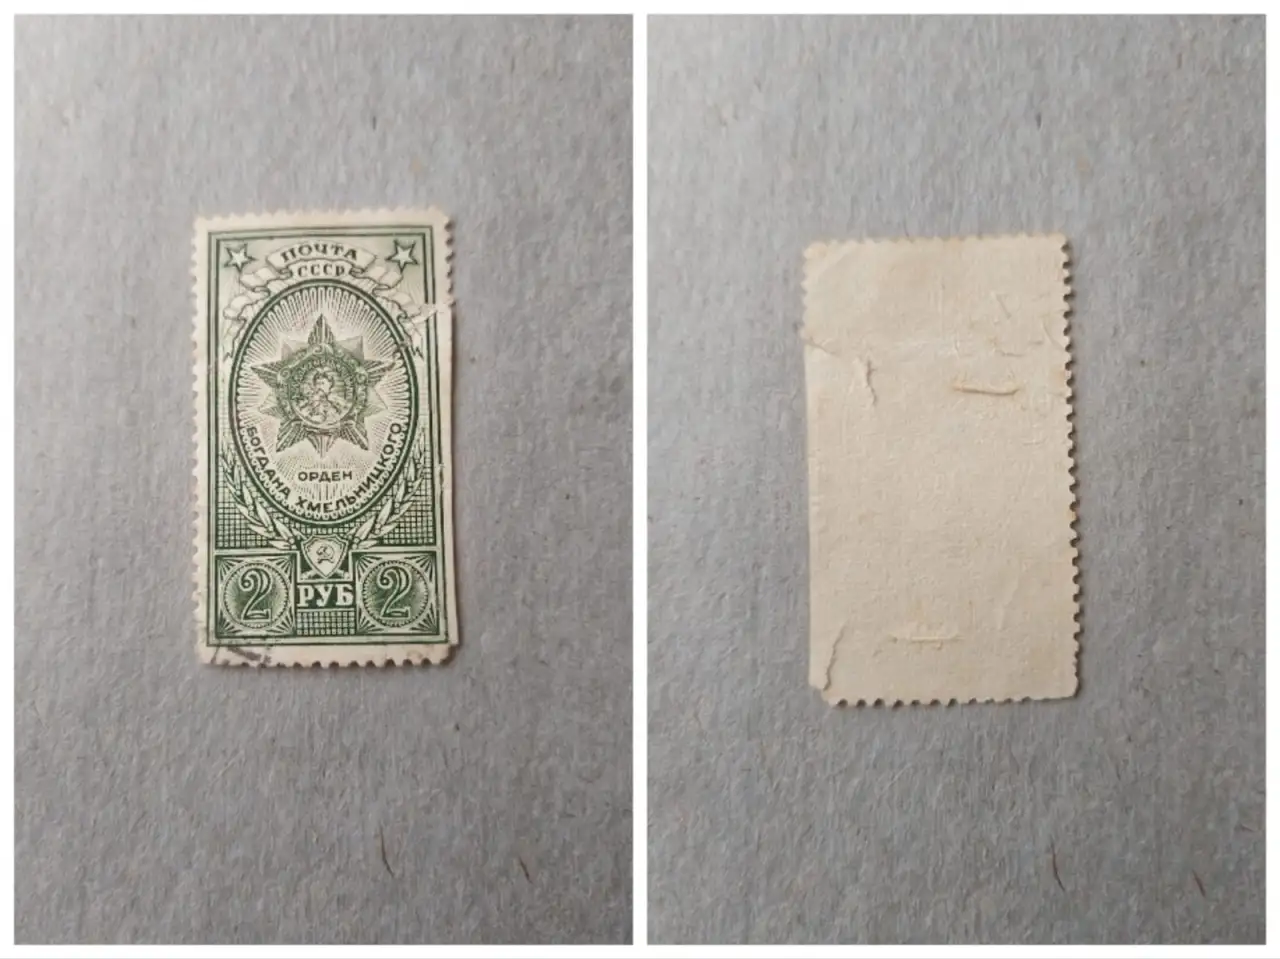 ПОЧТА
СССР
ОРДЕН
БОГДАНА ХМЕЛЬНИЦКОГО
2 РУБ 2